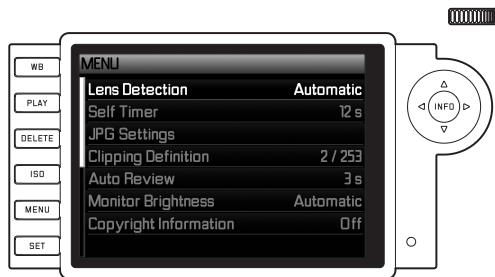 WB
PLAY
DELETE
ISO
MENU
SET
MENU
Lens Detection Automatic
Self Timer 12 s
JPG Settings
Clipping Definition 2 / 253
Auto Review 3 s
Monitor Brightness Automatic
Copyright Information Off
INFO